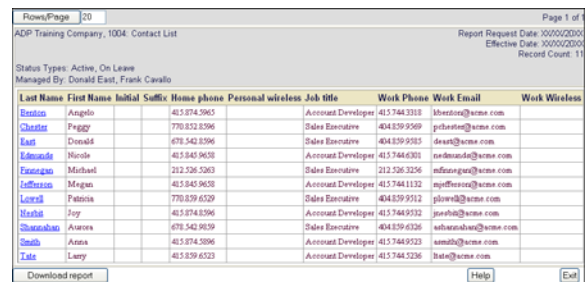 Rows/Page 20 Page 1 of 1
ADP Training Company, 1004: Contact List Report Request Date: XX/XX/20XX
Effective Date: XX/XX/20XX
Record Count: 11
Status Types: Active, On Leave
Managed By: Donald East, Frank Cavallo
Last Name First Name Initial Suffix Home phone Personal wireless Job title Work Phone Work Email Work Wireless
Benton Angelo 415.874.5965 Account Developer 415.744.3318 lbenton@acme.com
Chester Peggy 770.852.8596 Sales Executive 404.859.9569 pchester@acme.com
East Donald 678.542.8596 Sales Executive 404.859.9585 deast@acme.com
Edmunds Nicole 415.845.9658 Account Developer 415.744.6301 nedmunds@acme.com
Finnegan Michael 212.526.5263 Sales Executive 212.526.3256 mfinnegan@acme.com
Jefferson Megan 415.845.9658 Account Developer 415.744.1132 mjefferson@acme.com
Lowell Patricia 770.859.6529 Sales Executive 404.859.9512 plowell@acme.com
Nesbit Joy 415.874.8596 Account Developer 415.744.9532 jnesbit@acme.com
Shannahan Aurora 678.542.9859 Sales Executive 404.859.6326 ashannahan@acme.com
Smith Anna 415.874.5896 Account Developer 415.744.9523 asmith@acme.com
Tate Larry 415.859.6523 Account Developer 415.744.5236 ltate@acme.com
Download report Help Exit